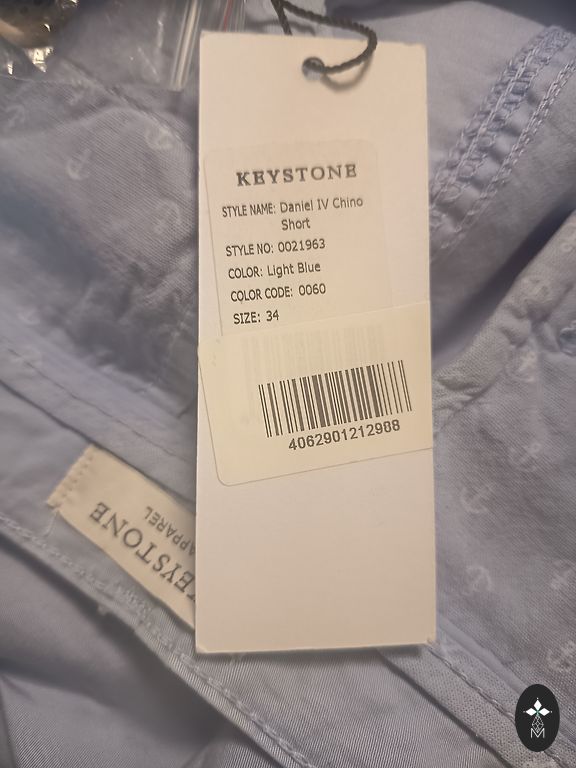 KEYSTONE
STYLE NAME: Daniel IV Chino
Short
STYLE NO: 0021963
COLOR: Light Blue
COLOR CODE: 0060
SIZE: 34
4062901212988
KEYSTONE
APPAREL
KEYSTONE
M